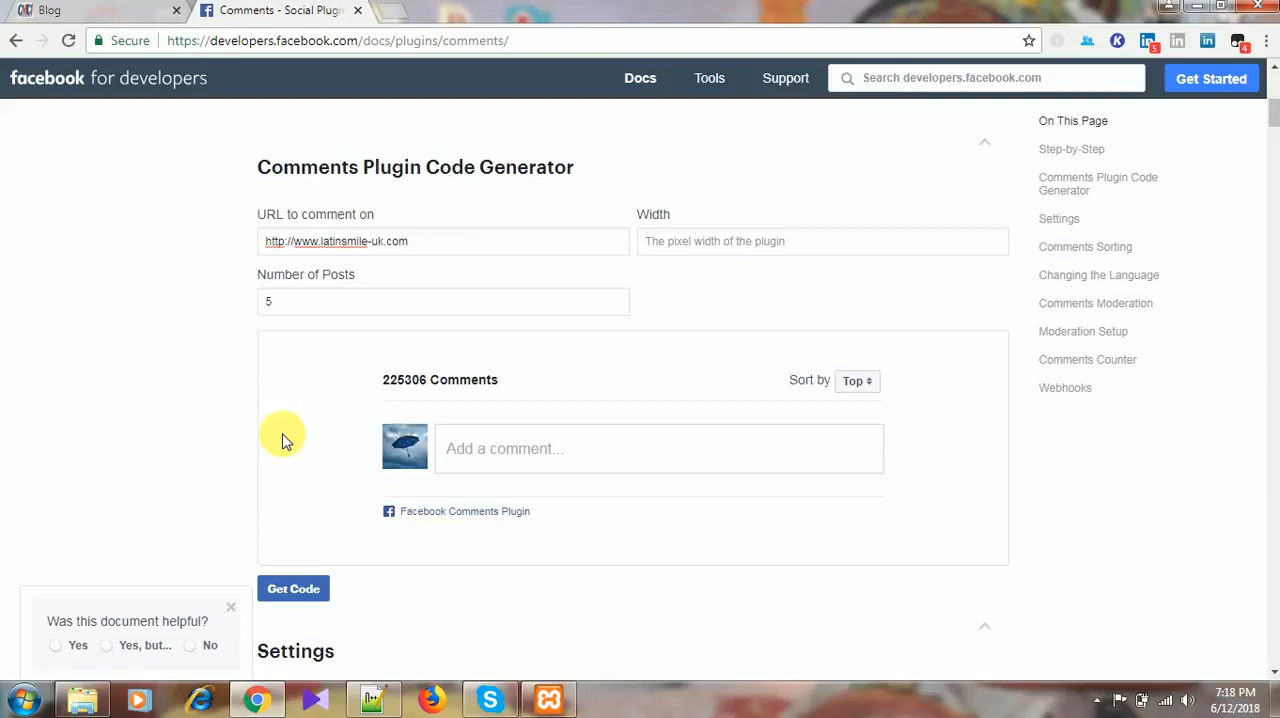 Blog
Comments - Social Plugi
Secure
https://developers.facebook.com/docs/plugins/comments/
5
4
facebook for developers
Docs
Tools
Support
Search developers.facebook.com
Get Started
On This Page
Step-by-Step
Comments Plugin Code
Generator
Settings
Comments Sorting
Changing the Language
Comments Moderation
Moderation Setup
Comments Counter
Webhooks
Comments Plugin Code Generator
URL to comment on
Width
http://www.latinsmile-uk.com
The pixel width of the plugin
Number of Posts
5
225306 Comments
Sort by
Top
Add a comment...
Facebook Comments Plugin
Get Code
Was this document helpful?
Yes
Yes, but...
No
Settings
7:18 PM
6/12/2018